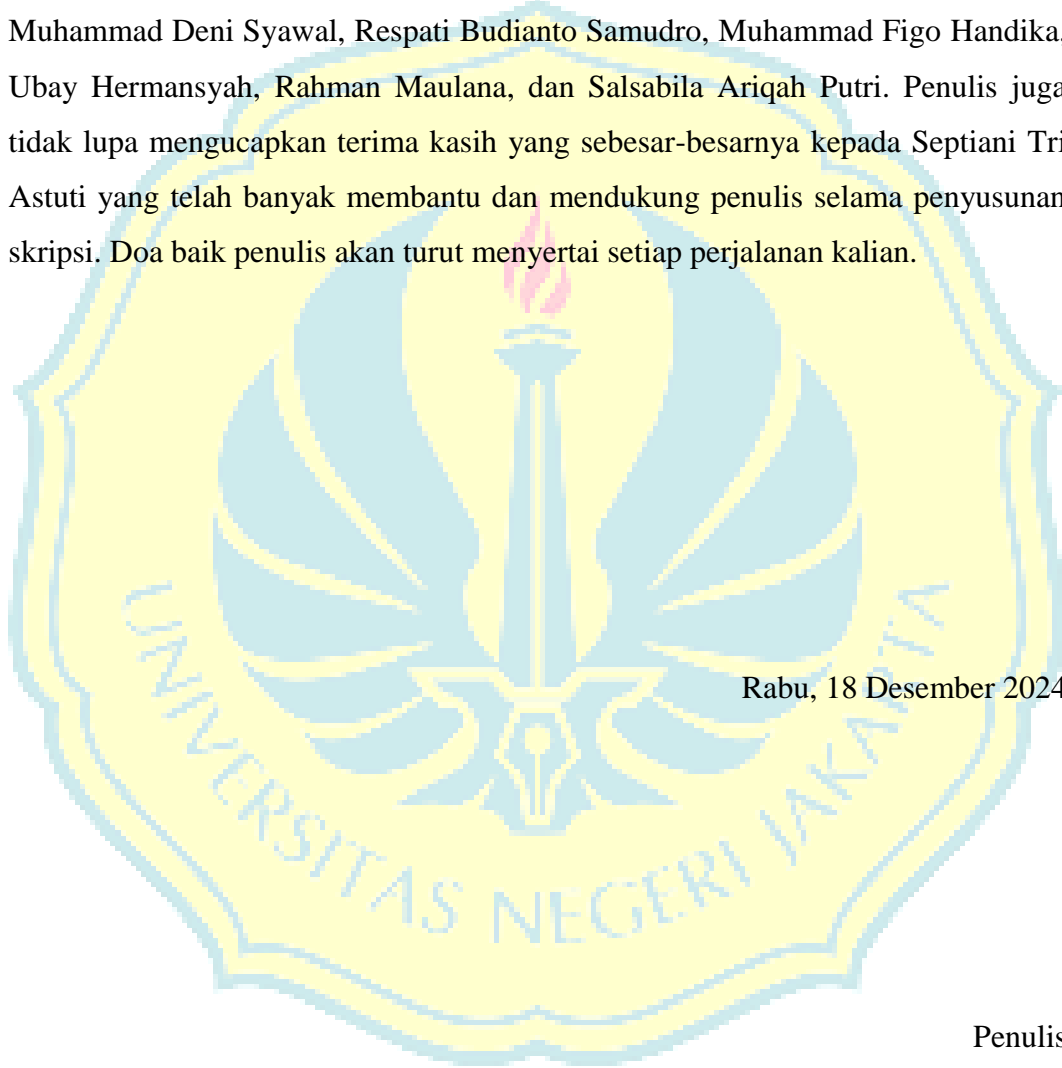 Muhammad Deni Syawal, Respati Budianto Samudro, Muhammad Figo Handika,
Ubay Hermansyah, Rahman Maulana, dan Salsabila Ariqah Putri. Penulis juga
tidak lupa mengucapkan terima kasih yang sebesar-besarnya kepada Septiani Tri
Astuti yang telah banyak membantu dan mendukung penulis selama penyusunan
skripsi. Doa baik penulis akan turut menyertai setiap perjalanan kalian.
Rabu, 18 Desember 2024
UNIVERSITAS NEGERI JAKARTA
Penulis